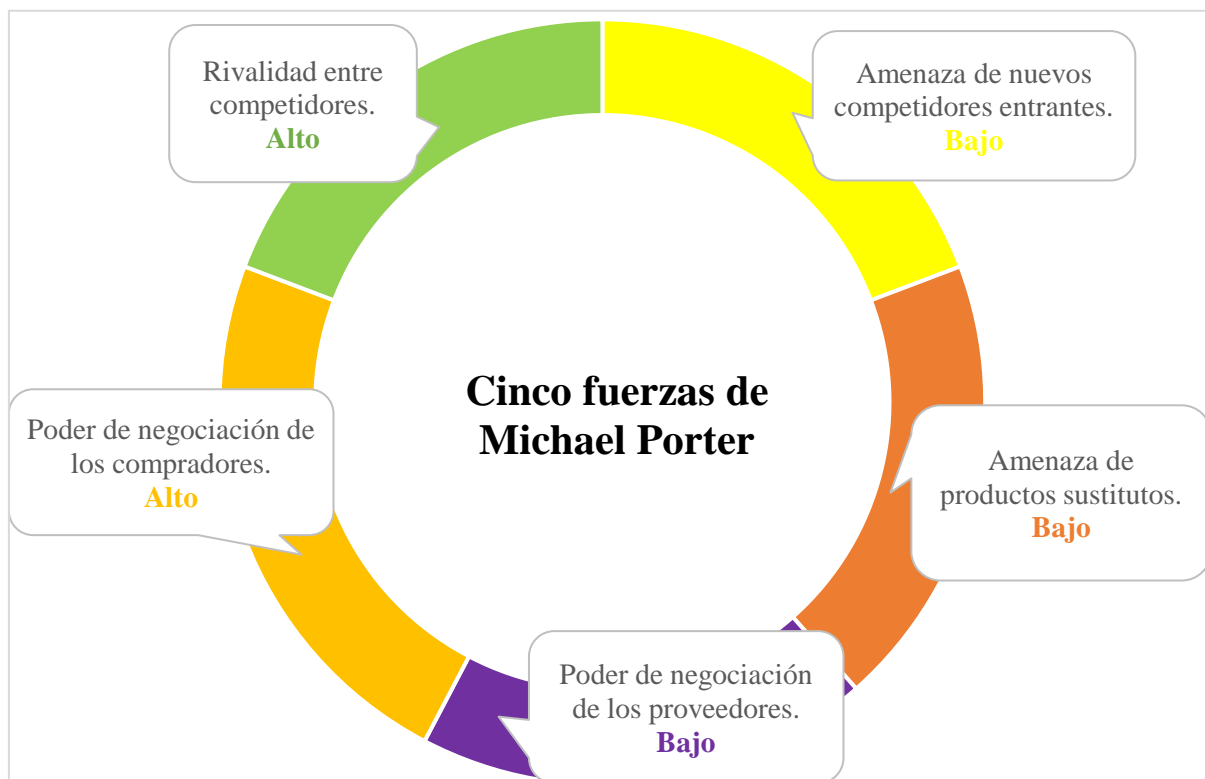 Rivalidad entre
competidores.
Alto
Amenaza de nuevos
competidores entrantes.
Bajo
Cinco fuerzas de
Michael Porter
Poder de negociación de
los compradores.
Alto
Amenaza de
productos sustitutos.
Bajo
Poder de negociación
de los proveedores.
Bajo